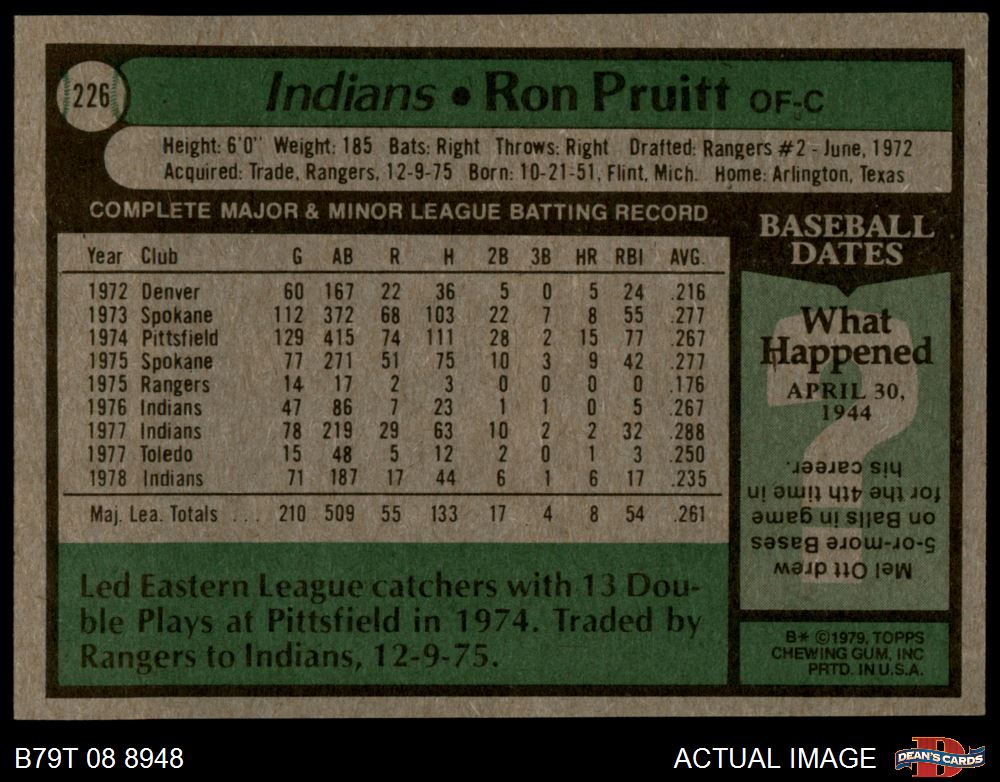 226
Indians • Ron Pruitt OF-C
Height: 6'0" Weight: 185 Bats: Right Throws: Right Drafted: Rangers #2 - June, 1972
Acquired: Trade, Rangers, 12-9-75 Born: 10-21-51, Flint, Mich. Home: Arlington, Texas
COMPLETE MAJOR & MINOR LEAGUE BATTING RECORD
Year Club G AB R H 2B 3B HR RBI AVG.
1972 Denver 60 167 22 36 5 0 5 24 .216
1973 Spokane 112 372 68 103 22 7 8 55 .277
1974 Pittsfield 129 415 74 111 28 2 15 77 .267
1975 Spokane 77 271 51 75 10 3 9 42 .277
1975 Rangers 14 17 2 3 0 0 0 0 .176
1976 Indians 47 86 7 23 1 1 0 5 .267
1977 Indians 78 219 29 63 10 2 2 32 .288
1977 Toledo 15 48 5 12 2 0 1 3 .250
1978 Indians 71 187 17 44 6 1 6 17 .235
Maj. Lea. Totals . . . 210 509 55 133 17 4 8 54 .261
Led Eastern League catchers with 13 Dou-
ble Plays at Pittsfield in 1974. Traded by
Rangers to Indians, 12-9-75.
BASEBALL
DATES
What
Happened
APRIL 30,
1944
?
Mel Ott drew
5-or-more Bases
on Balls in game
for the 4th time in
his career.
B* ©1979, TOPPS
CHEWING GUM, INC
PRTD. IN U.S.A.
B79T 08 8948
ACTUAL IMAGE
D
DEAN'S CARDS